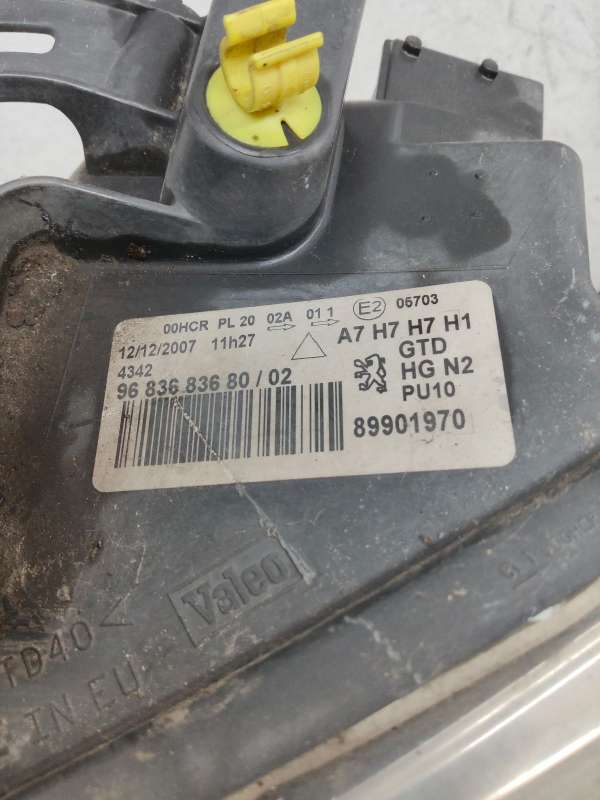 00HCR PL 20 02A 01 1 E2 05703
12/12/2007 11h27 A7 H7 H7 H1
4342 GTD
96 836 836 80 / 02 HG N2
PU10
89901970
Valeo
TD40
IN EU